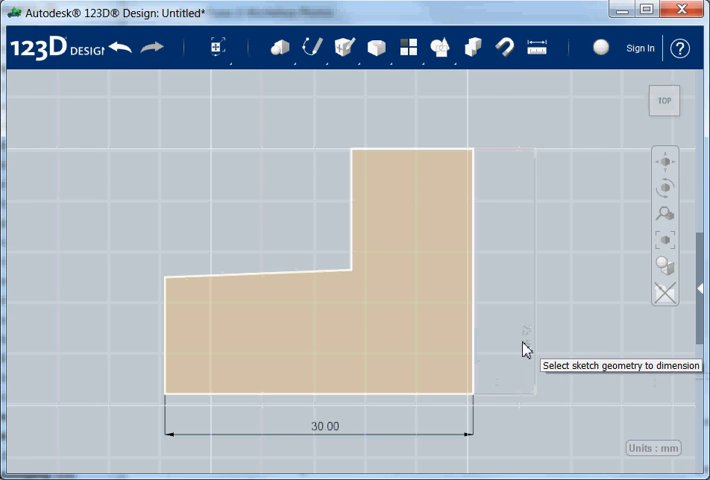 Autodesk® 123D® Design: Untitled*
123D DESIGN
Sign In
?
TOP
Select sketch geometry to dimension
30.00
Units : mm